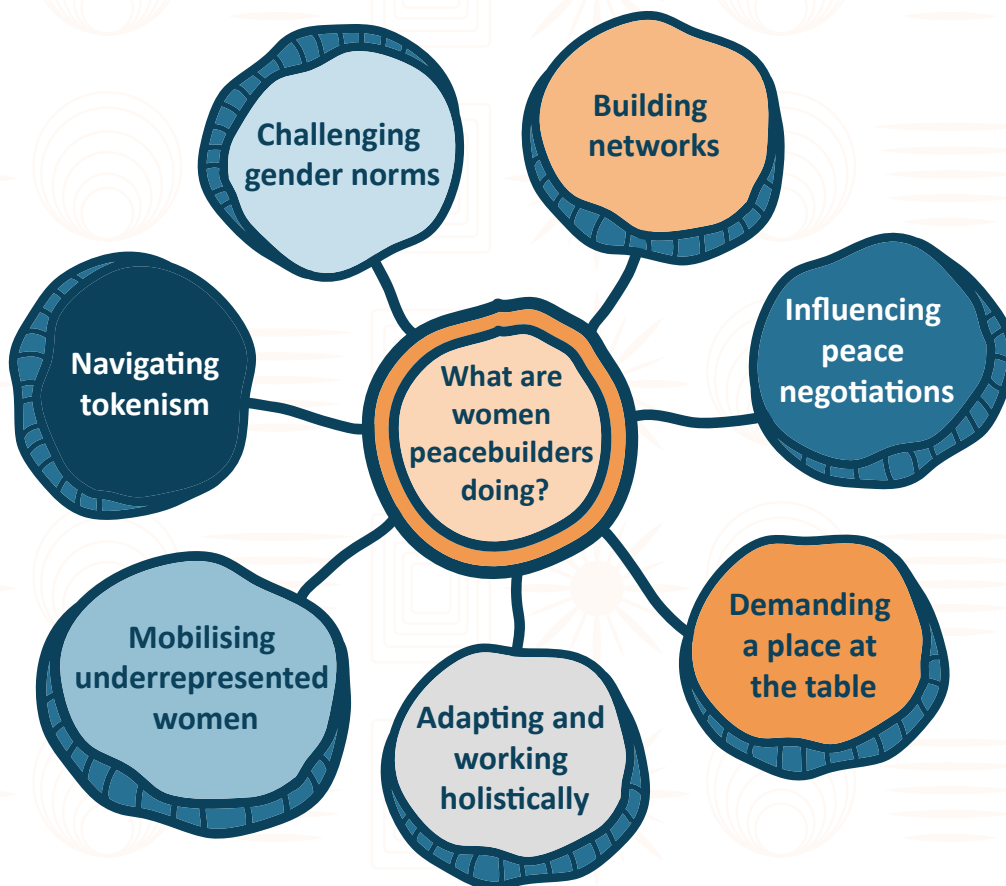 What are
women
peacebuilders
doing?
Challenging
gender norms
Building
networks
Influencing
peace
negotiations
Demanding
a place at
the table
Adapting and
working
holistically
Mobilising
underrepresented
women
Navigating
tokenism